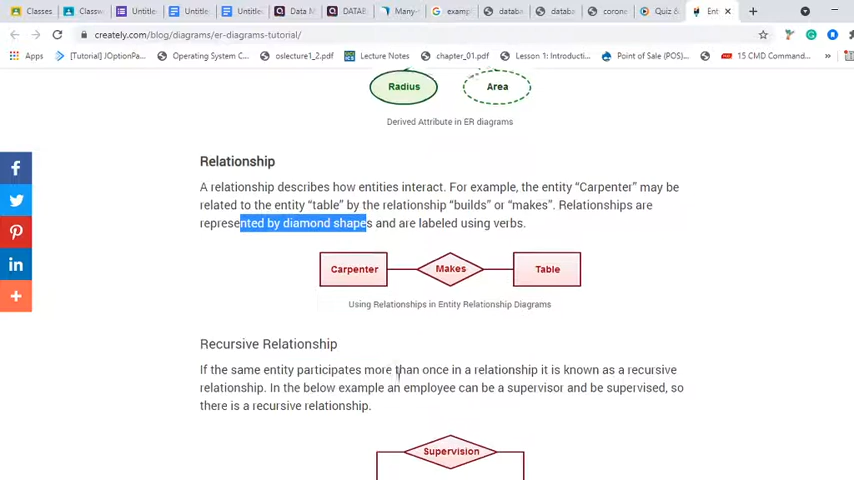 Classes
Classw
Untitle
Untitle
Untitle
Data M
DATAB
Many-
examp
databa
databa
corone
Quiz &
Ent
creately.com/blog/diagrams/er-diagrams-tutorial/
Apps
[Tutorial] JOptionPa...
Operating System C...
oslecture1_2.pdf
Lecture Notes
chapter_01.pdf
Lesson 1: Introducti...
Point of Sale (POS)...
15 CMD Command...
Radius
Area
Derived Attribute in ER diagrams
Relationship
A relationship describes how entities interact. For example, the entity “Carpenter” may be
related to the entity “table” by the relationship “builds” or “makes”. Relationships are
represented by diamond shapes and are labeled using verbs.
Carpenter
Makes
Table
Using Relationships in Entity Relationship Diagrams
Recursive Relationship
If the same entity participates more than once in a relationship it is known as a recursive
relationship. In the below example an employee can be a supervisor and be supervised, so
there is a recursive relationship.
Supervision